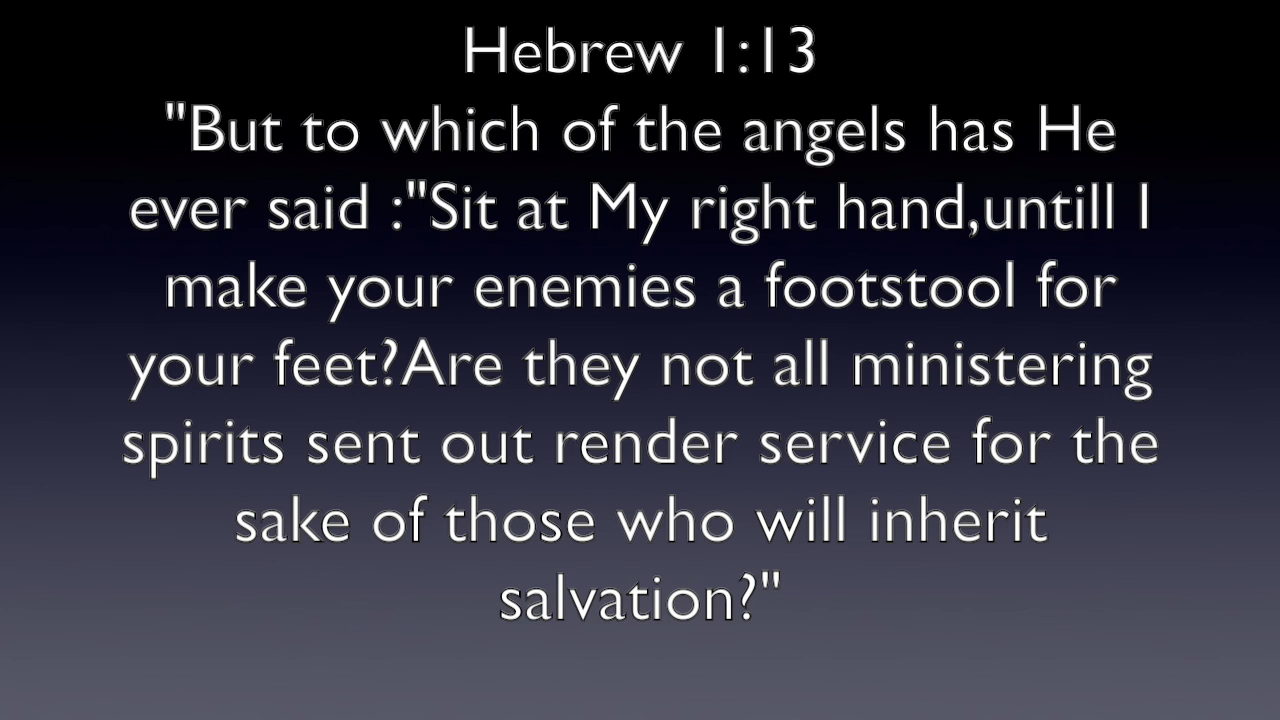 Hebrew 1:13
"But to which of the angels has He
ever said :"Sit at My right hand,untill I
make your enemies a footstool for
your feet?Are they not all ministering
spirits sent out render service for the
sake of those who will inherit
salvation?"